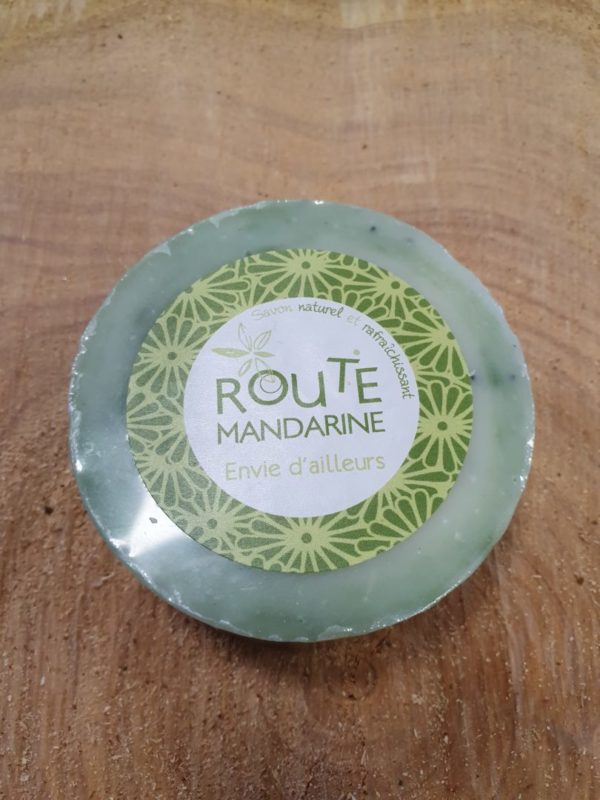 Savon naturel et rafraîchissant
ROUTE
MANDARINE
Envie d'ailleurs